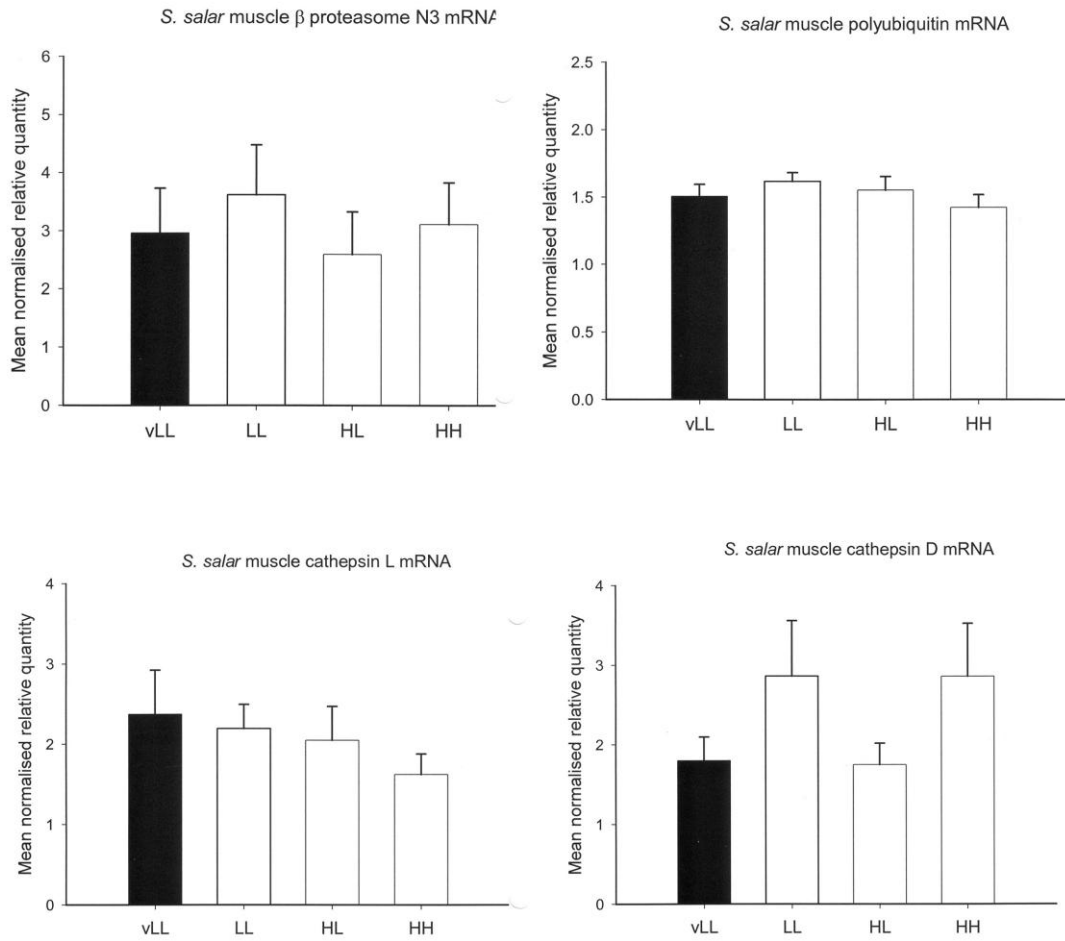 S. salar muscle β proteasome N3 mRNA
Mean normalised relative quantity
6
5
4
3
2
1
0
vLL LL HL HH
S. salar muscle polyubiquitin mRNA
Mean normalised relative quantity
2.5
2.0
1.5
1.0
0.5
0.0
vLL LL HL HH
S. salar muscle cathepsin L mRNA
Mean normalised relative quantity
4
3
2
1
0
vLL LL HL HH
S. salar muscle cathepsin D mRNA
Mean normalised relative quantity
4
3
2
1
0
vLL LL HL HH